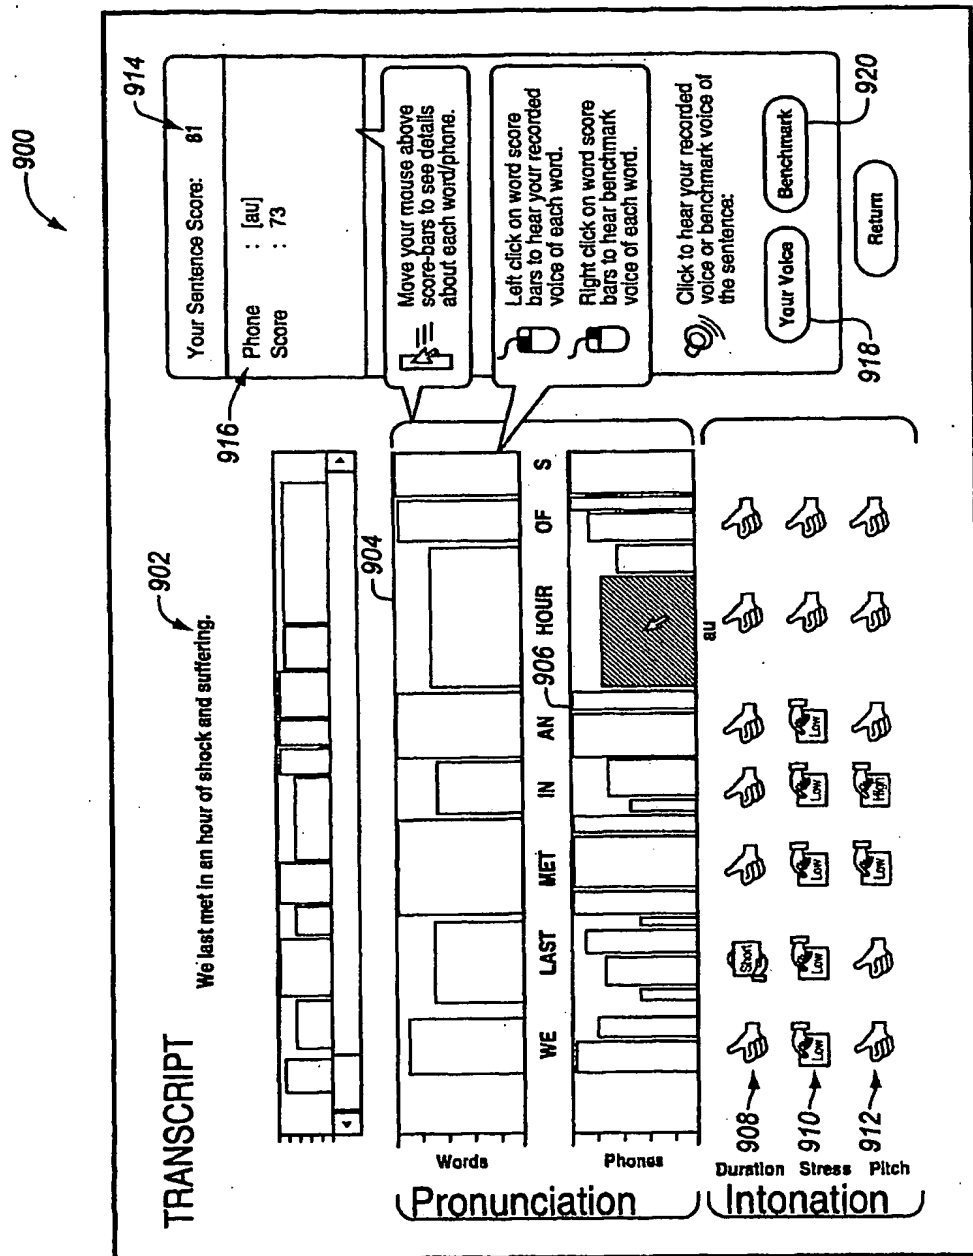 900
TRANSCRIPT
We last met in an hour of shock and suffering.
902
904
Words
WE LAST MET IN AN HOUR OF S
906
Phones
au
Pronunciation
Duration
908
Short
Stress
910
Low Low Low Low Low
Pitch
912
Low High
Intonation
914
Your Sentence Score: 81
916
Phone : [au]
Score : 73
Move your mouse above
score-bars to see details
about each word/phone.
Left click on word score
bars to hear your recorded
voice of each word.
Right click on word score
bars to hear benchmark
voice of each word.
Click to hear your recorded
voice or benchmark voice of
the sentence:
Your Voice Benchmark
918
920
Return